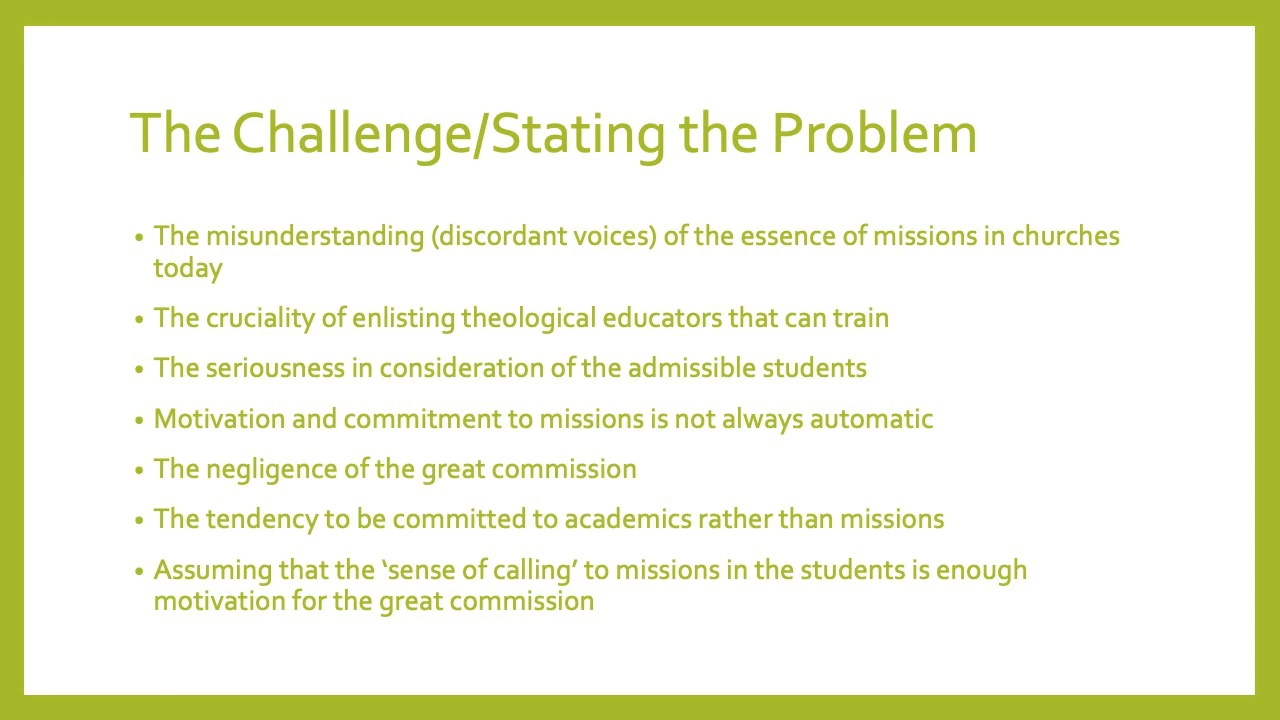 The Challenge/Stating the Problem
• The misunderstanding (discordant voices) of the essence of missions in churches
today
• The cruciality of enlisting theological educators that can train
• The seriousness in consideration of the admissible students
• Motivation and commitment to missions is not always automatic
• The negligence of the great commission
• The tendency to be committed to academics rather than missions
• Assuming that the ‘sense of calling’ to missions in the students is enough
motivation for the great commission